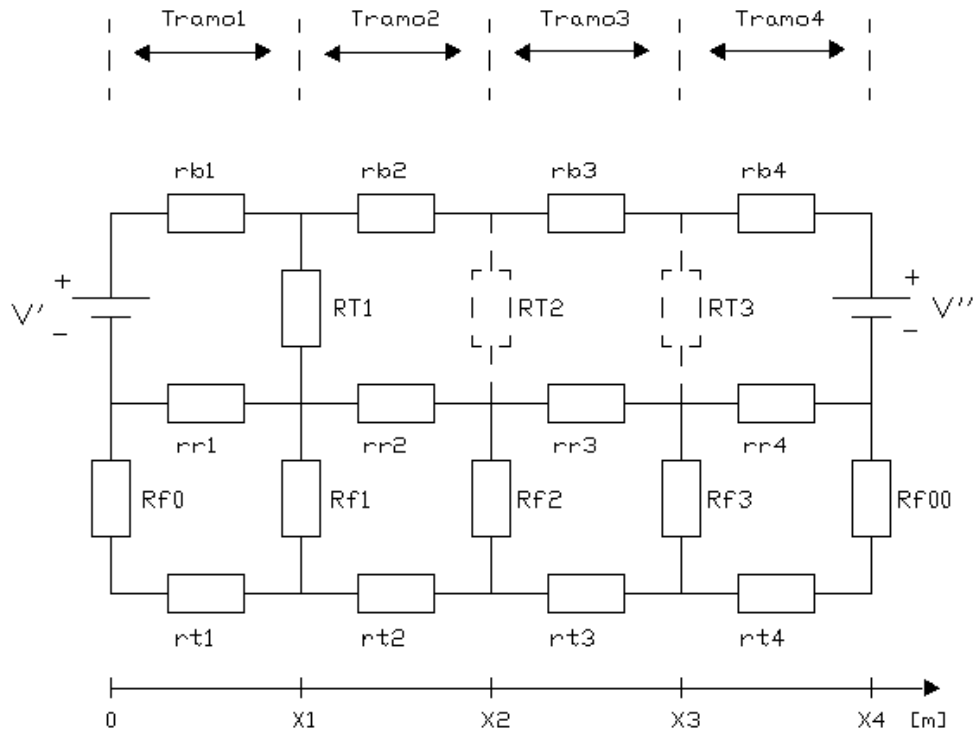 Tramo1 Tramo2 Tramo3 Tramo4
rb1 rb2 rb3 rb4
+ +
V' RT1 RT2 RT3 V''
- -
rr1 rr2 rr3 rr4
Rf0 Rf1 Rf2 Rf3 Rf00
rt1 rt2 rt3 rt4
0 X1 X2 X3 X4 [m]